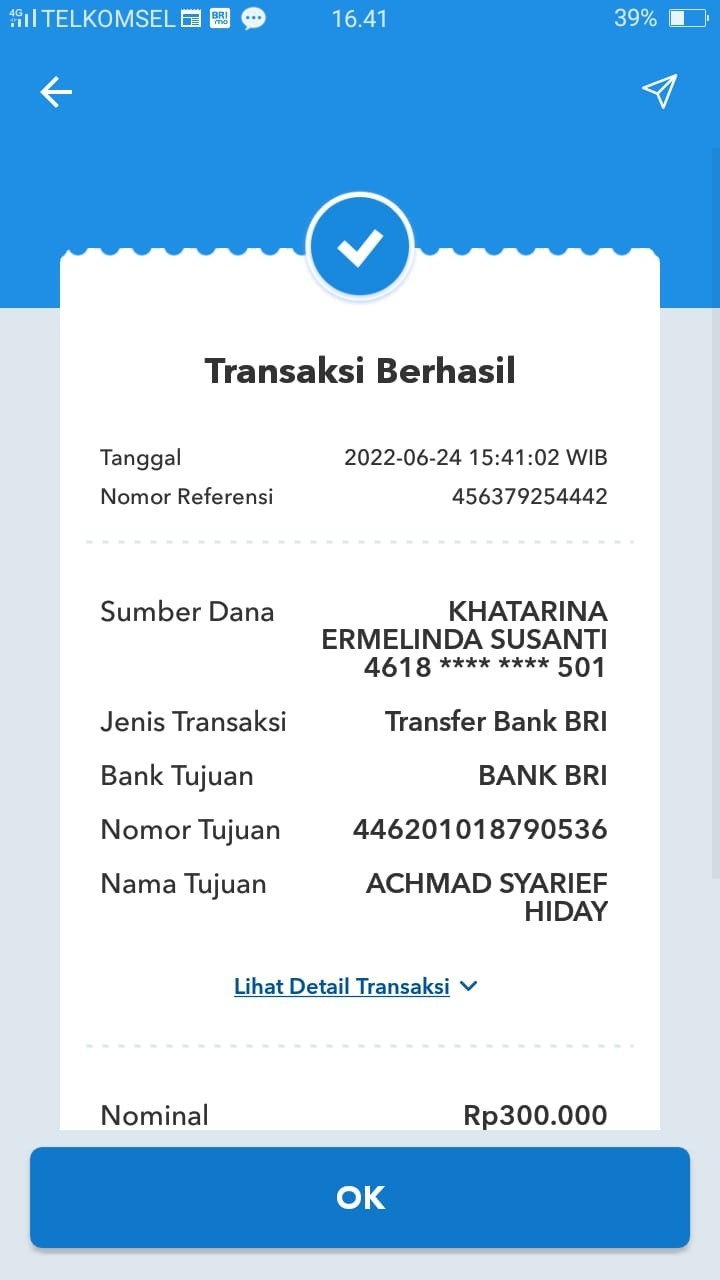 4G TELKOMSEL BRI mo 16.41 39%
Transaksi Berhasil
Tanggal 2022-06-24 15:41:02 WIB
Nomor Referensi 456379254442
Sumber Dana KHATARINA
ERMELINDA SUSANTI
4618 **** **** 501
Jenis Transaksi Transfer Bank BRI
Bank Tujuan BANK BRI
Nomor Tujuan 446201018790536
Nama Tujuan ACHMAD SYARIEF
HIDAY
Lihat Detail Transaksi
Nominal Rp300.000
OK